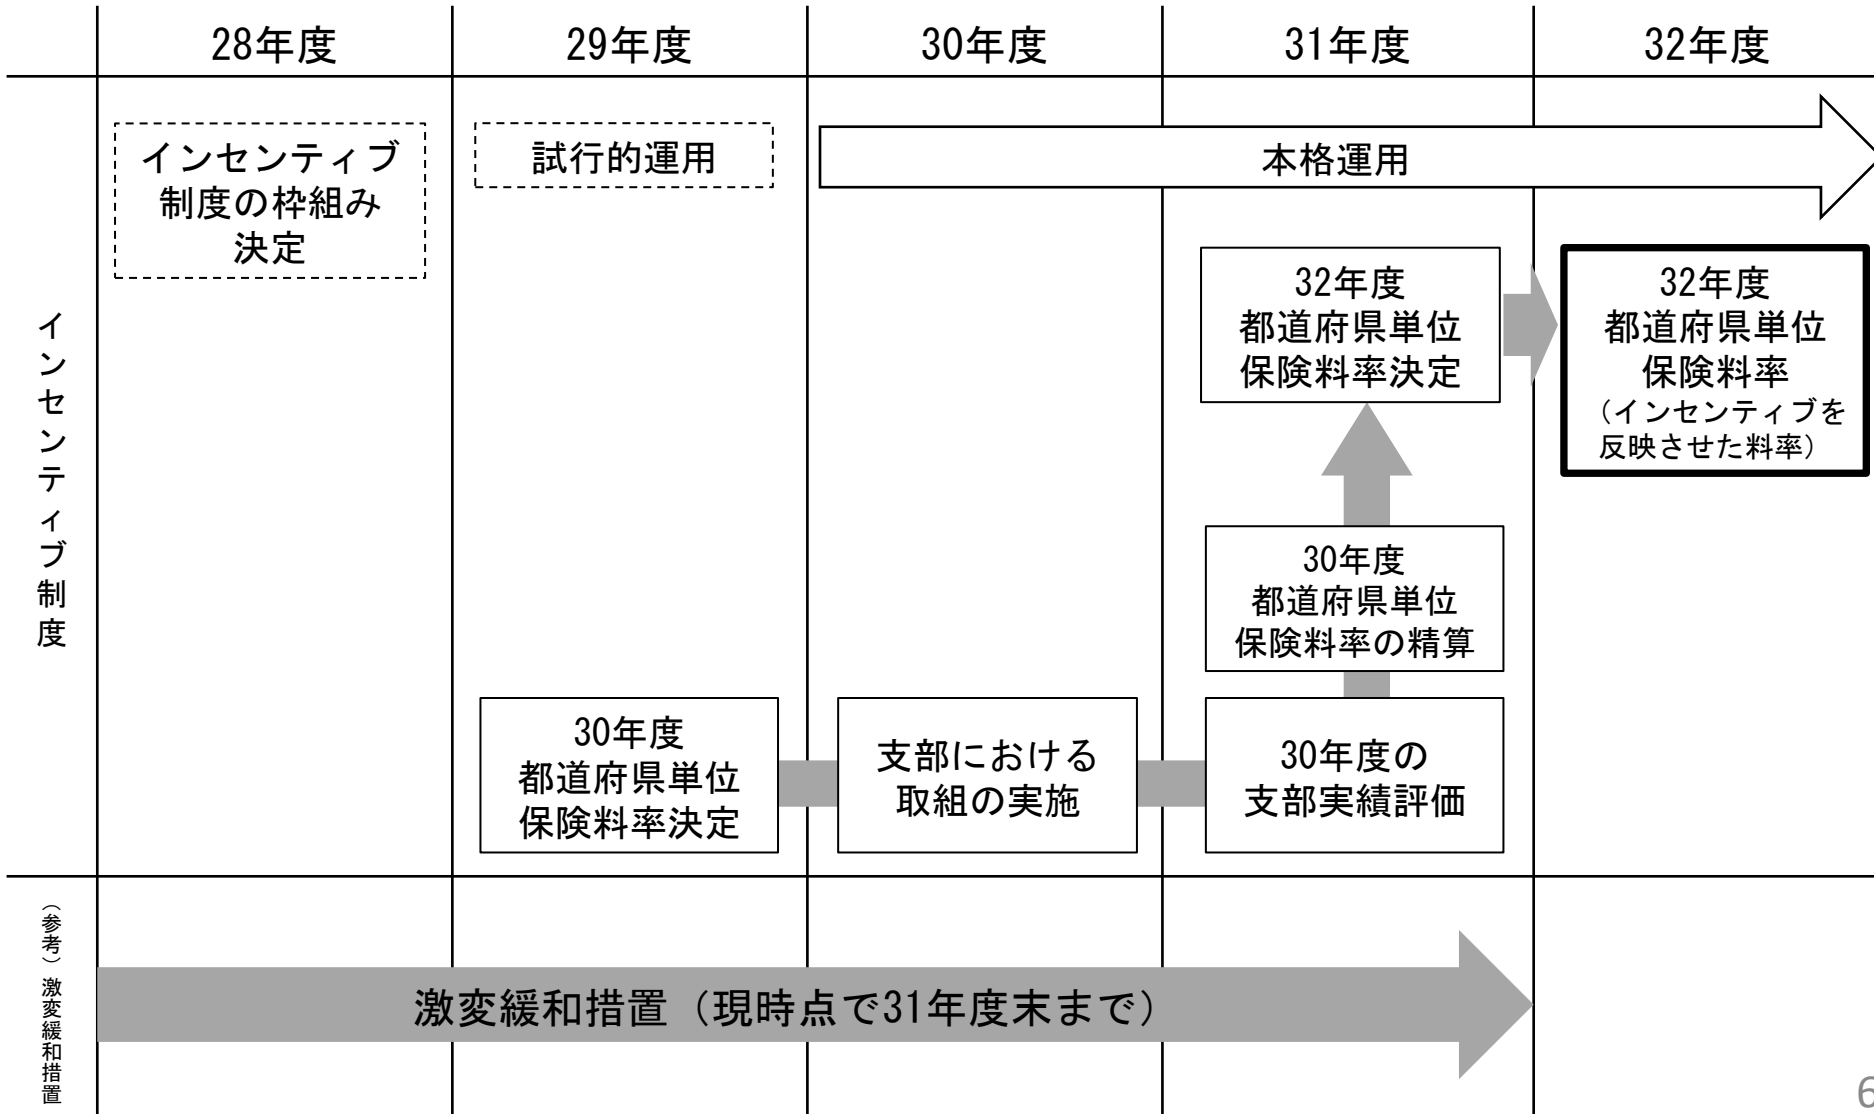 28年度
29年度
30年度
31年度
32年度
インセンティブ制度
インセンティブ
制度の枠組み
決定
試行的運用
本格運用
32年度
都道府県単位
保険料率決定
32年度
都道府県単位
保険料率
（インセンティブを
反映させた料率）
30年度
都道府県単位
保険料率の精算
30年度
都道府県単位
保険料率決定
支部における
取組の実施
30年度の
支部実績評価
（参考）激変緩和措置
激変緩和措置（現時点で31年度末まで）
6